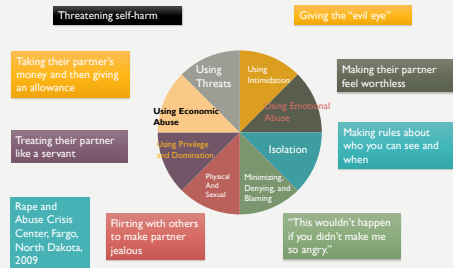 Threatening self-harm
Giving the "evil eye"
Taking their partner's
money and then giving
an allowance
Using
Threats
Using
Intimidation
Making their partner
feel worthless
Using Economic
Abuse
Using Emotional
Abuse
Treating their partner
like a servant
Using Privilege
and Domination
Isolation
Making rules about
who you can see and
when
Physical
And
Sexual
Minimizing,
Denying, and
Blaming
Rape and
Abuse Crisis
Center, Fargo,
North Dakota,
2009
Flirting with others
to make partner
jealous
"This wouldn't happen
if you didn't make me
so angry."